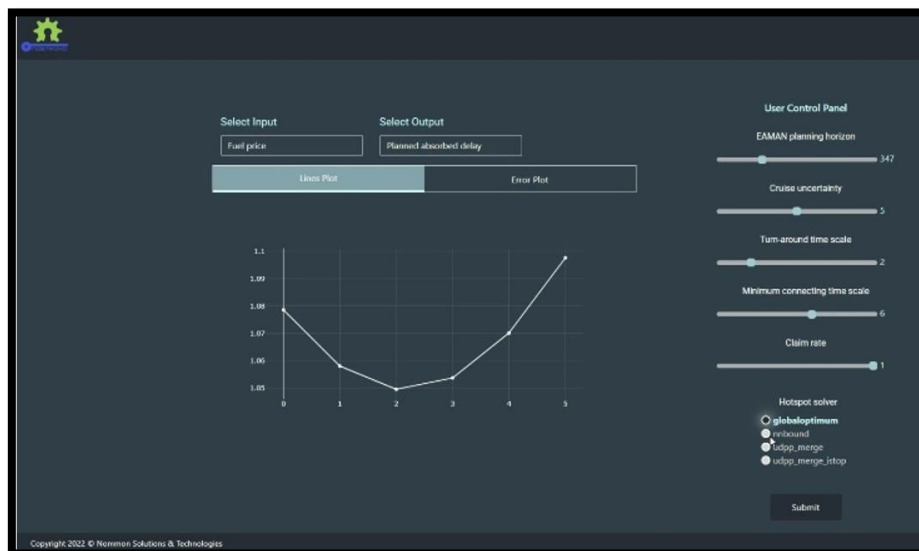 Select Input
Select Output
Fuel price
Planned absorbed delay
Lines Plot
Error Plot
1.1
1.09
1.08
1.07
1.06
1.05
0 1 2 3 4 5
User Control Panel
EAMAN planning horizon
347
Cruise uncertainty
5
Turn-around time scale
2
Minimum connecting time scale
6
Claim rate
1
Hotspot solver
globaloptimum
nnbound
udpp_merge
udpp_merge_istop
Submit
Copyright 2022 © Nommon Solutions & Technologies